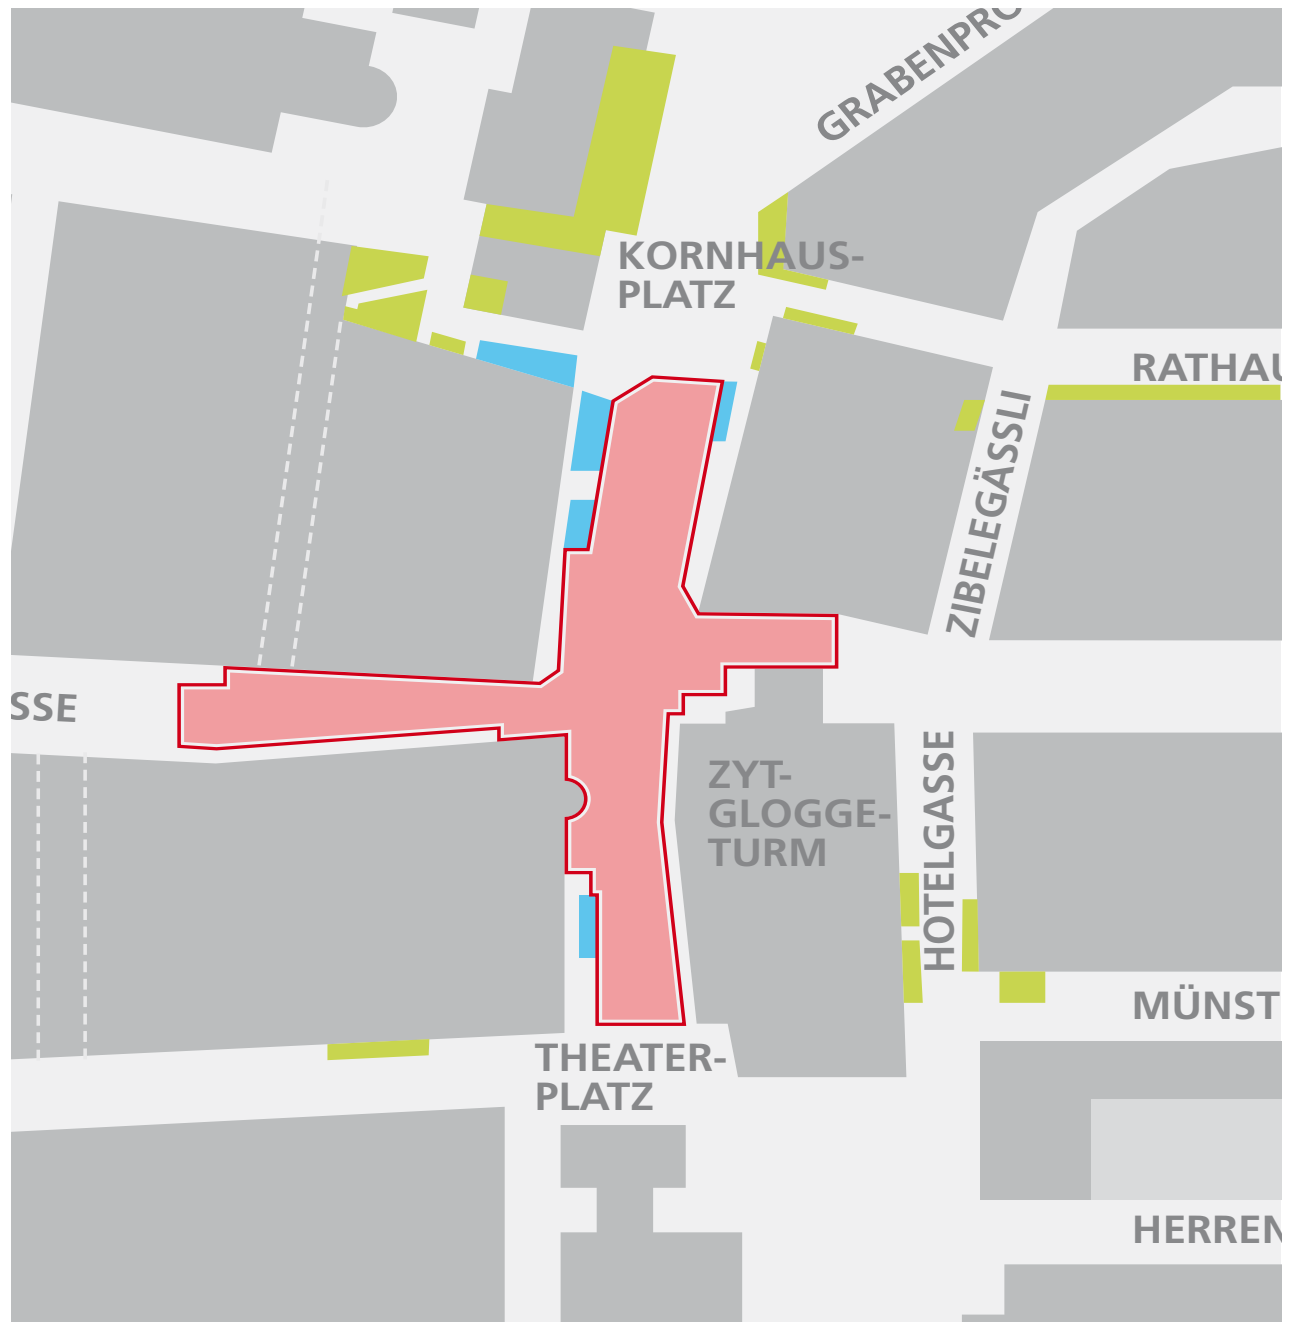 GRABENPRO
KORNHAUS-
PLATZ
RATHAU
ZIBELEGÄSSLI
SSE
ZYT-
GLOGGE-
TURM
HOTELGASSE
MÜNST
THEATER-
PLATZ
HERREN